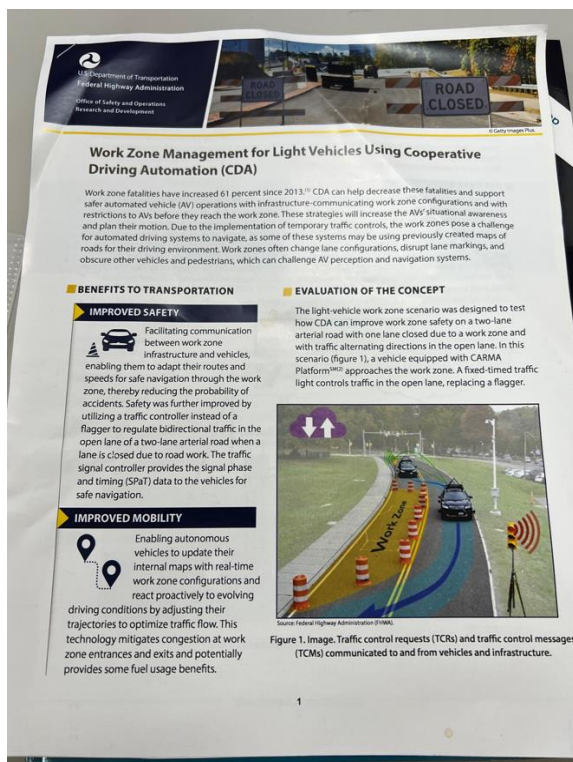 U.S. Department of Transportation
Federal Highway Administration
Office of Safety and Operations
Research and Development
ROAD
CLOSED
ROAD
CLOSED
© Getty Images Plus
Work Zone Management for Light Vehicles Using Cooperative
Driving Automation (CDA)
Work zone fatalities have increased 61 percent since 2013.(1) CDA can help decrease these fatalities and support
safer automated vehicle (AV) operations with infrastructure-communicating work zone configurations and with
restrictions to AVs before they reach the work zone. These strategies will increase the AVs' situational awareness
and plan their motion. Due to the implementation of temporary traffic controls, the work zones pose a challenge
for automated driving systems to navigate, as some of these systems may be using previously created maps of
roads for their driving environment. Work zones often change lane configurations, disrupt lane markings, and
obscure other vehicles and pedestrians, which can challenge AV perception and navigation systems.
BENEFITS TO TRANSPORTATION
IMPROVED SAFETY
Facilitating communication
between work zone
infrastructure and vehicles,
enabling them to adapt their routes and
speeds for safe navigation through the work
zone, thereby reducing the probability of
accidents. Safety was further improved by
utilizing a traffic controller instead of a
flagger to regulate bidirectional traffic in the
open lane of a two-lane arterial road when a
lane is closed due to road work. The traffic
signal controller provides the signal phase
and timing (SPaT) data to the vehicles for
safe navigation.
IMPROVED MOBILITY
Enabling autonomous
vehicles to update their
internal maps with real-time
work zone configurations and
react proactively to evolving
driving conditions by adjusting their
trajectories to optimize traffic flow. This
technology mitigates congestion at work
zone entrances and exits and potentially
provides some fuel usage benefits.
EVALUATION OF THE CONCEPT
The light-vehicle work zone scenario was designed to test
how CDA can improve work zone safety on a two-lane
arterial road with one lane closed due to a work zone and
with traffic alternating directions in the open lane. In this
scenario (figure 1), a vehicle equipped with CARMA
Platform℠(2) approaches the work zone. A fixed-timed traffic
light controls traffic in the open lane, replacing a flagger.
Work Zone
Source: Federal Highway Administration (FHWA).
Figure 1. Image. Traffic control requests (TCRs) and traffic control messages
(TCMs) communicated to and from vehicles and infrastructure.
1